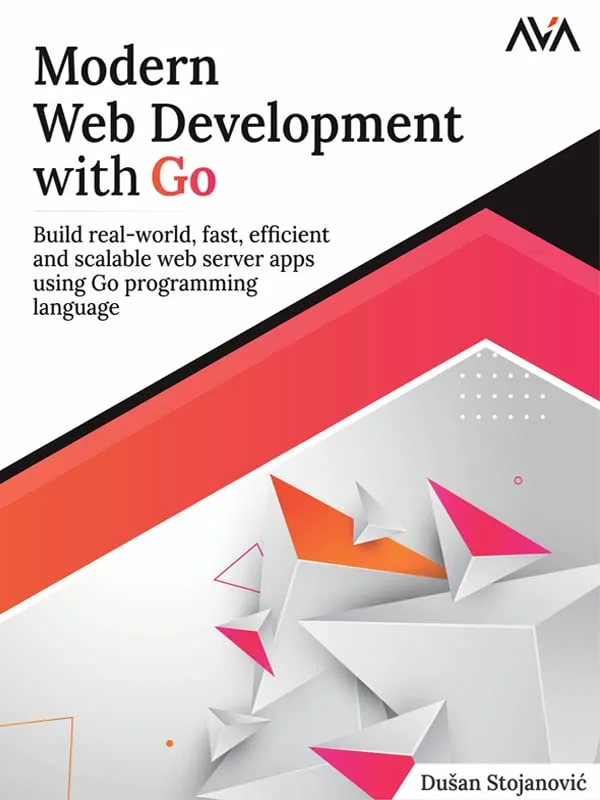 AVA
Modern
Web Development
with Go
Build real-world, fast, efficient
and scalable web server apps
using Go programming
language
Dušan Stojanović